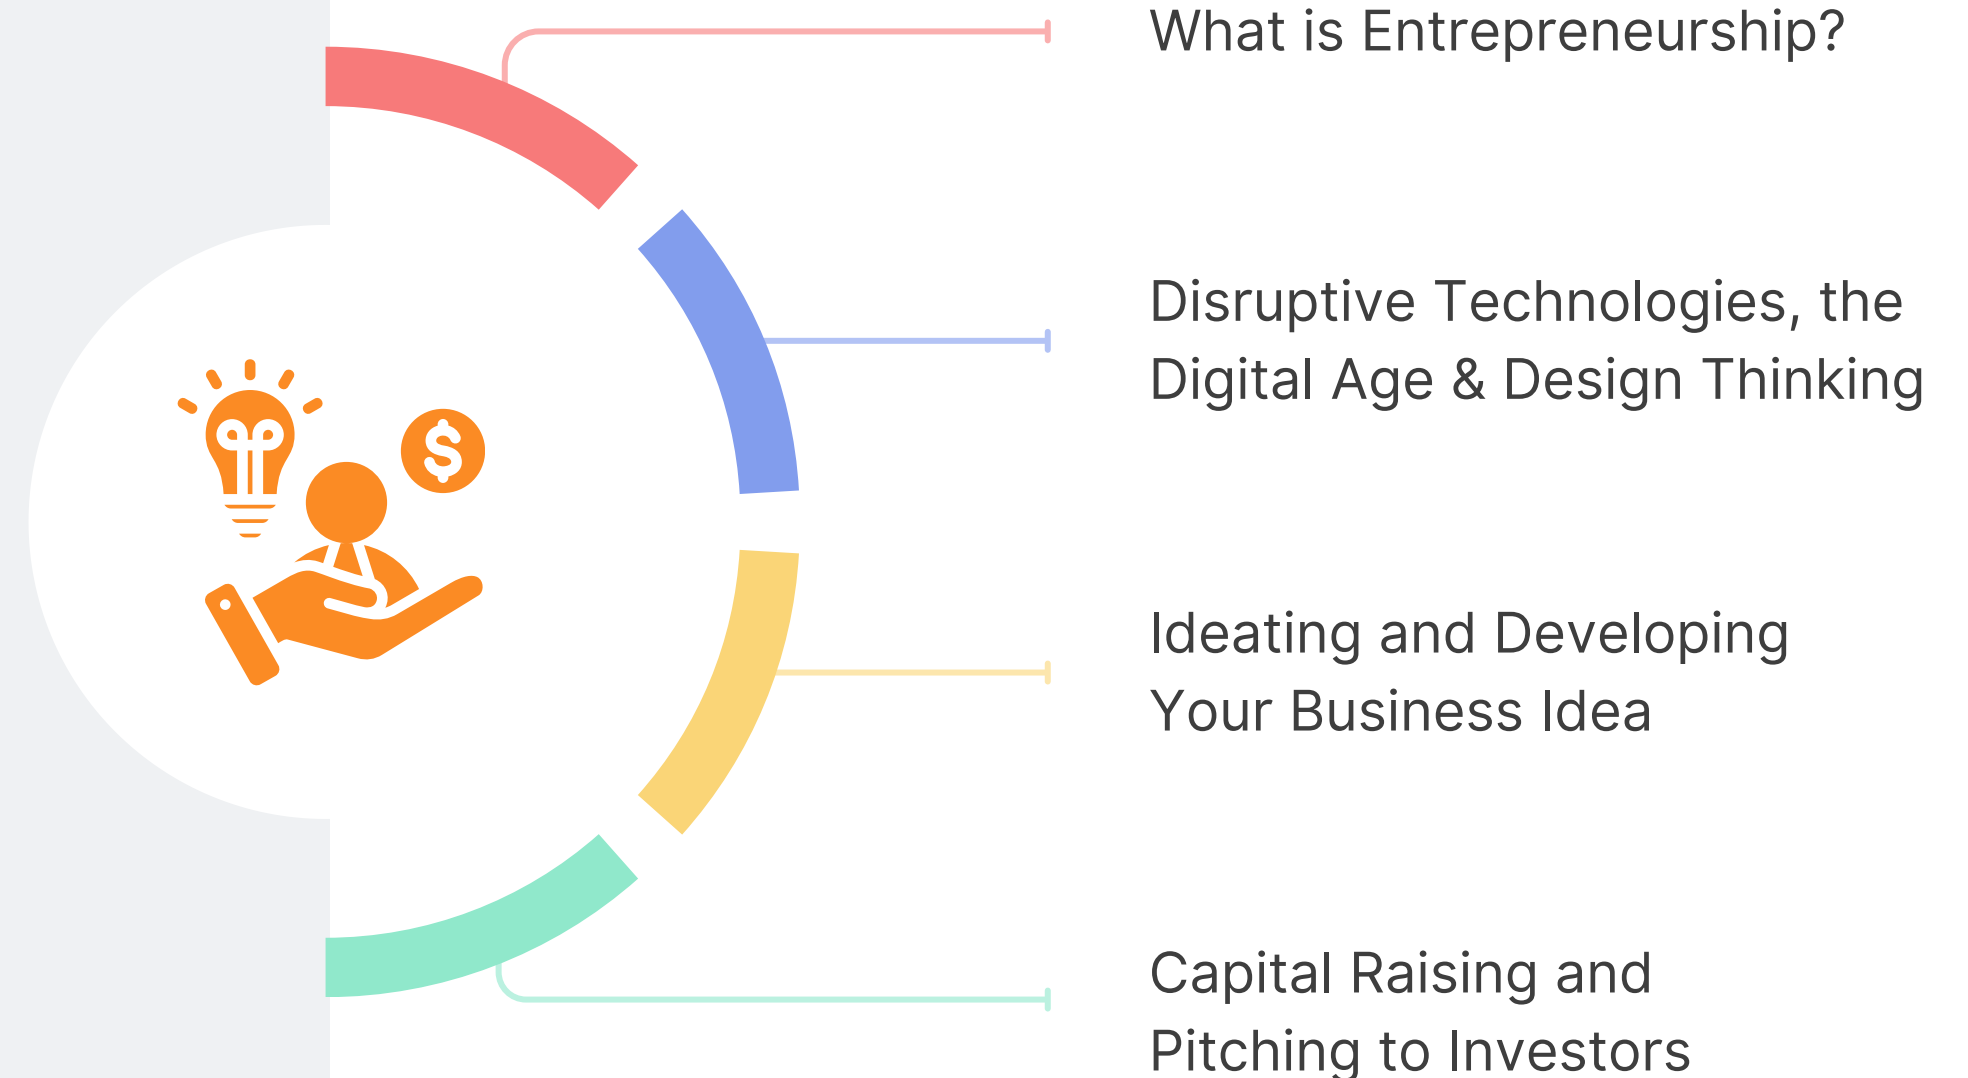 What is Entrepreneurship?
Disruptive Technologies, the
Digital Age & Design Thinking
Ideating and Developing
Your Business Idea
Capital Raising and
Pitching to Investors